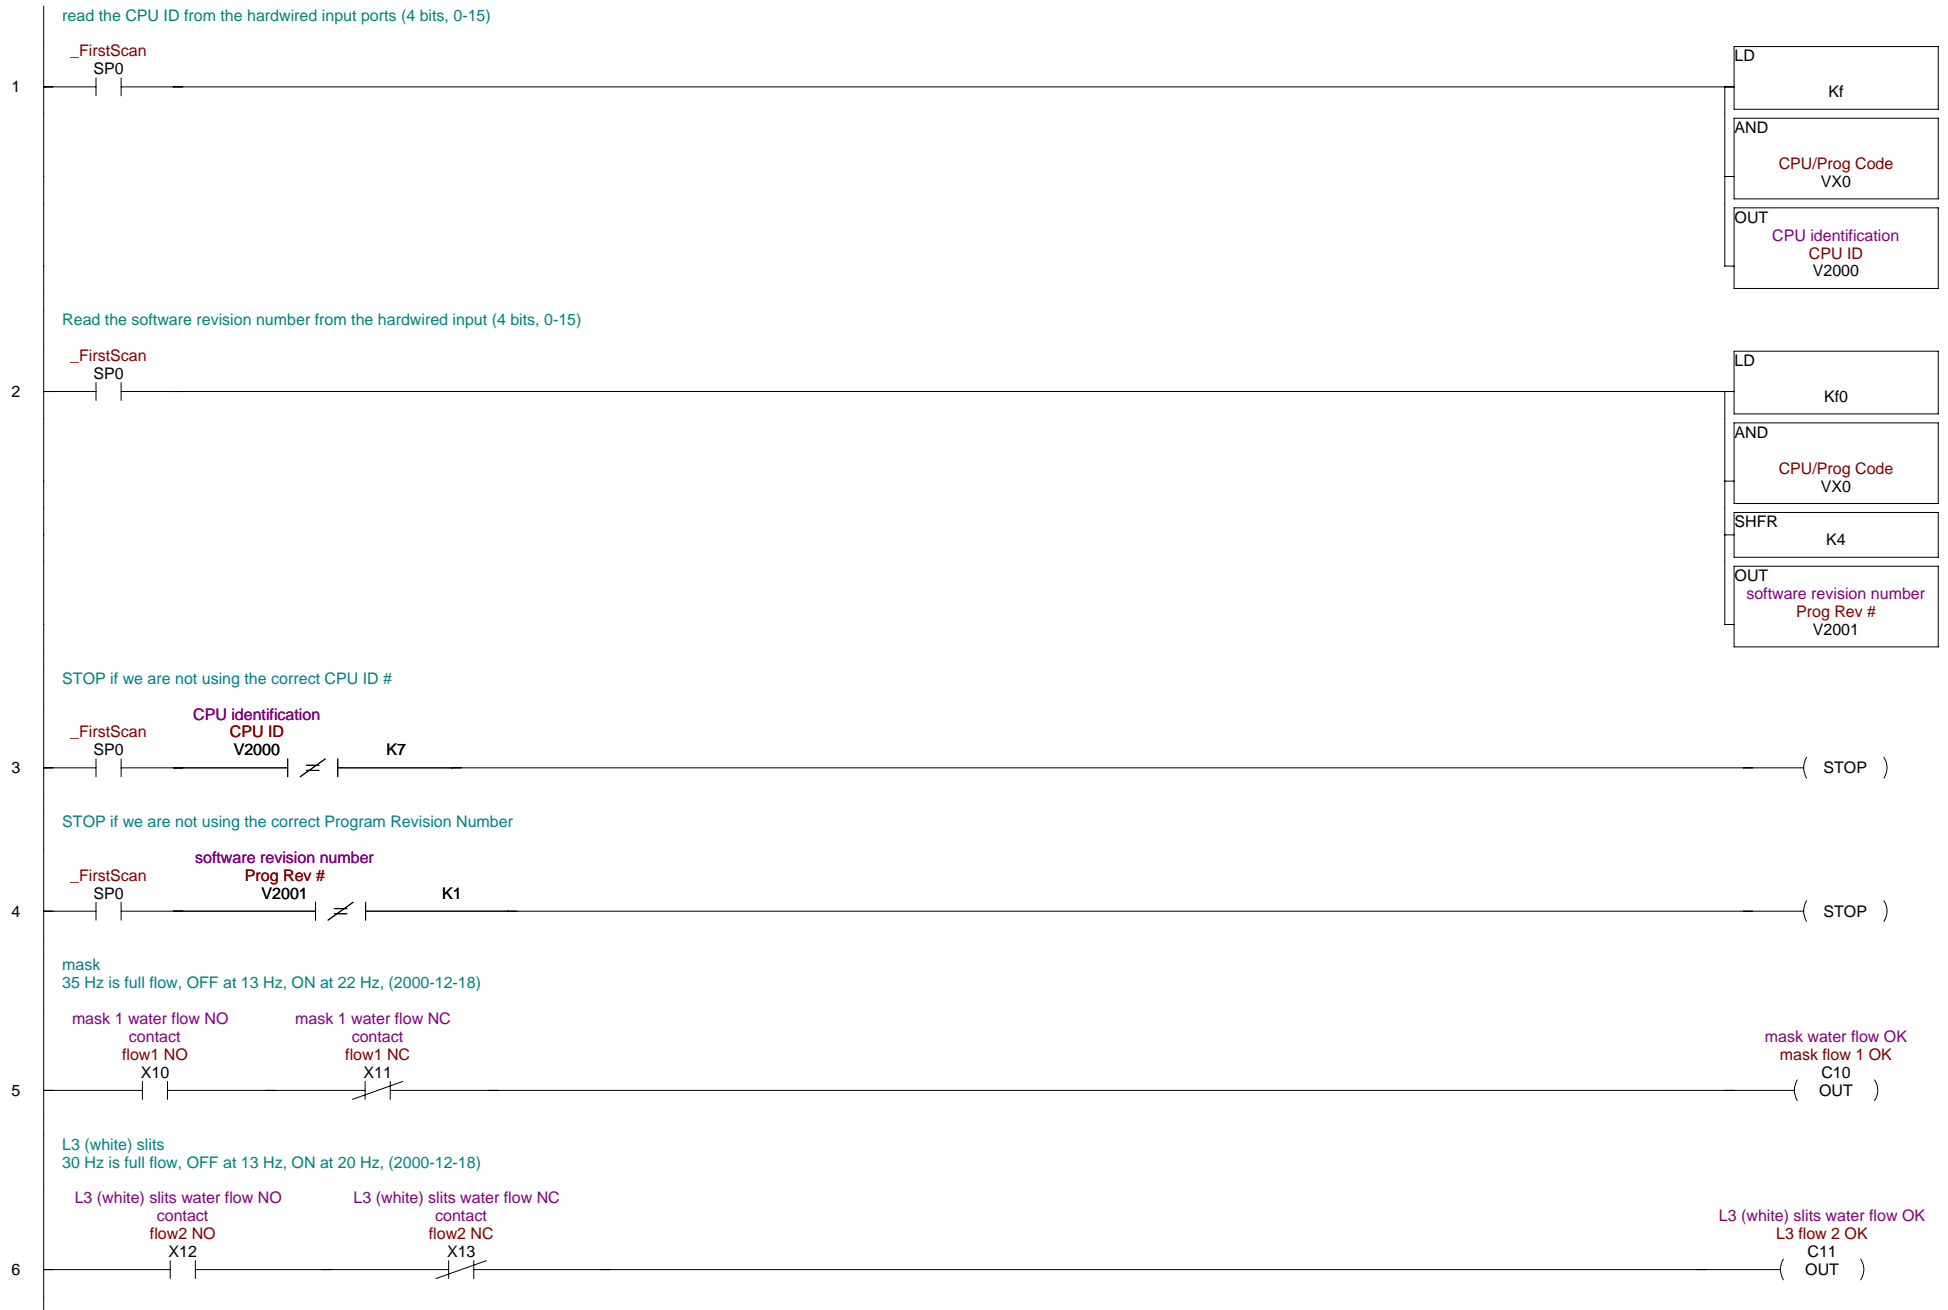 read the CPU ID from the hardwired input ports (4 bits, 0-15)
_FirstScan
SP0
1
LD
Kf
AND
CPU/Prog Code
VX0
OUT
CPU identification
CPU ID
V2000
Read the software revision number from the hardwired input (4 bits, 0-15)
_FirstScan
SP0
2
LD
Kf0
AND
CPU/Prog Code
VX0
SHFR
K4
OUT
software revision number
Prog Rev #
V2001
STOP if we are not using the correct CPU ID #
CPU identification
_FirstScan CPU ID
SP0 V2000 K7
3 STOP
STOP if we are not using the correct Program Revision Number
software revision number
_FirstScan Prog Rev #
SP0 V2001 K1
4 STOP
mask
35 Hz is full flow, OFF at 13 Hz, ON at 22 Hz, (2000-12-18)
mask 1 water flow NO
contact
flow1 NO
X10
mask 1 water flow NC
contact
flow1 NC
X11
mask water flow OK
mask flow 1 OK
C10
5 OUT
L3 (white) slits
30 Hz is full flow, OFF at 13 Hz, ON at 20 Hz, (2000-12-18)
L3 (white) slits water flow NO
contact
flow2 NO
X12
L3 (white) slits water flow NC
contact
flow2 NC
X13
L3 (white) slits water flow OK
L3 flow 2 OK
C11
6 OUT